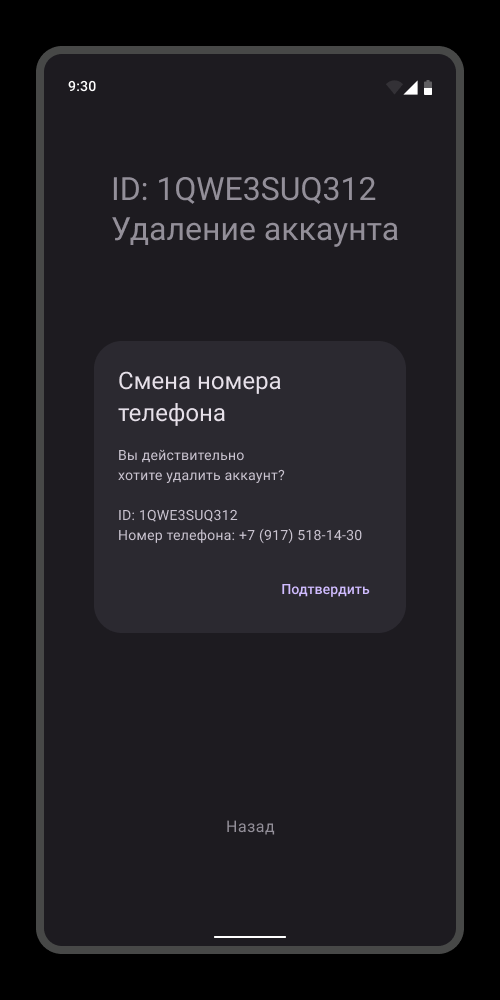 9:30
ID: 1QWE3SUQ312
Удаление аккаунта
Смена номера
телефона
Вы действительно
хотите удалить аккаунт?
ID: 1QWE3SUQ312
Номер телефона: +7 (917) 518-14-30
Подтвердить
Назад